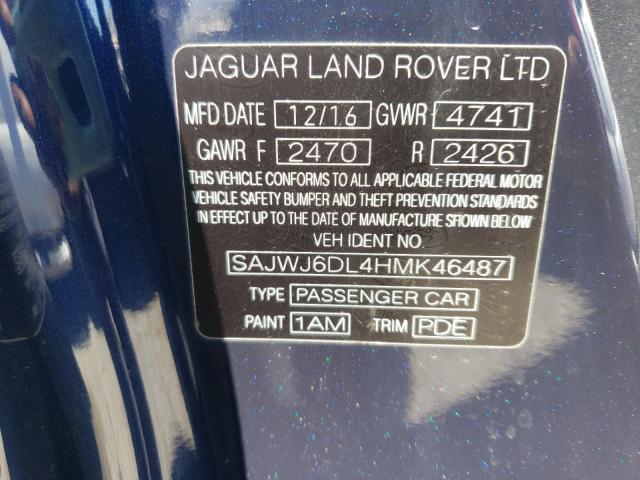 JAGUAR LAND ROVER LTD
MFD DATE 12/16 GVWR 4741
GAWR F 2470 R 2426
THIS VEHICLE CONFORMS TO ALL APPLICABLE FEDERAL MOTOR
VEHICLE SAFETY BUMPER AND THEFT PREVENTION STANDARDS
IN EFFECT UP TO THE DATE OF MANUFACTURE SHOWN BELOW
VEH IDENT NO.
SAJWJ6DL4HMK46487
TYPE PASSENGER CAR
PAINT 1AM TRIM PDE